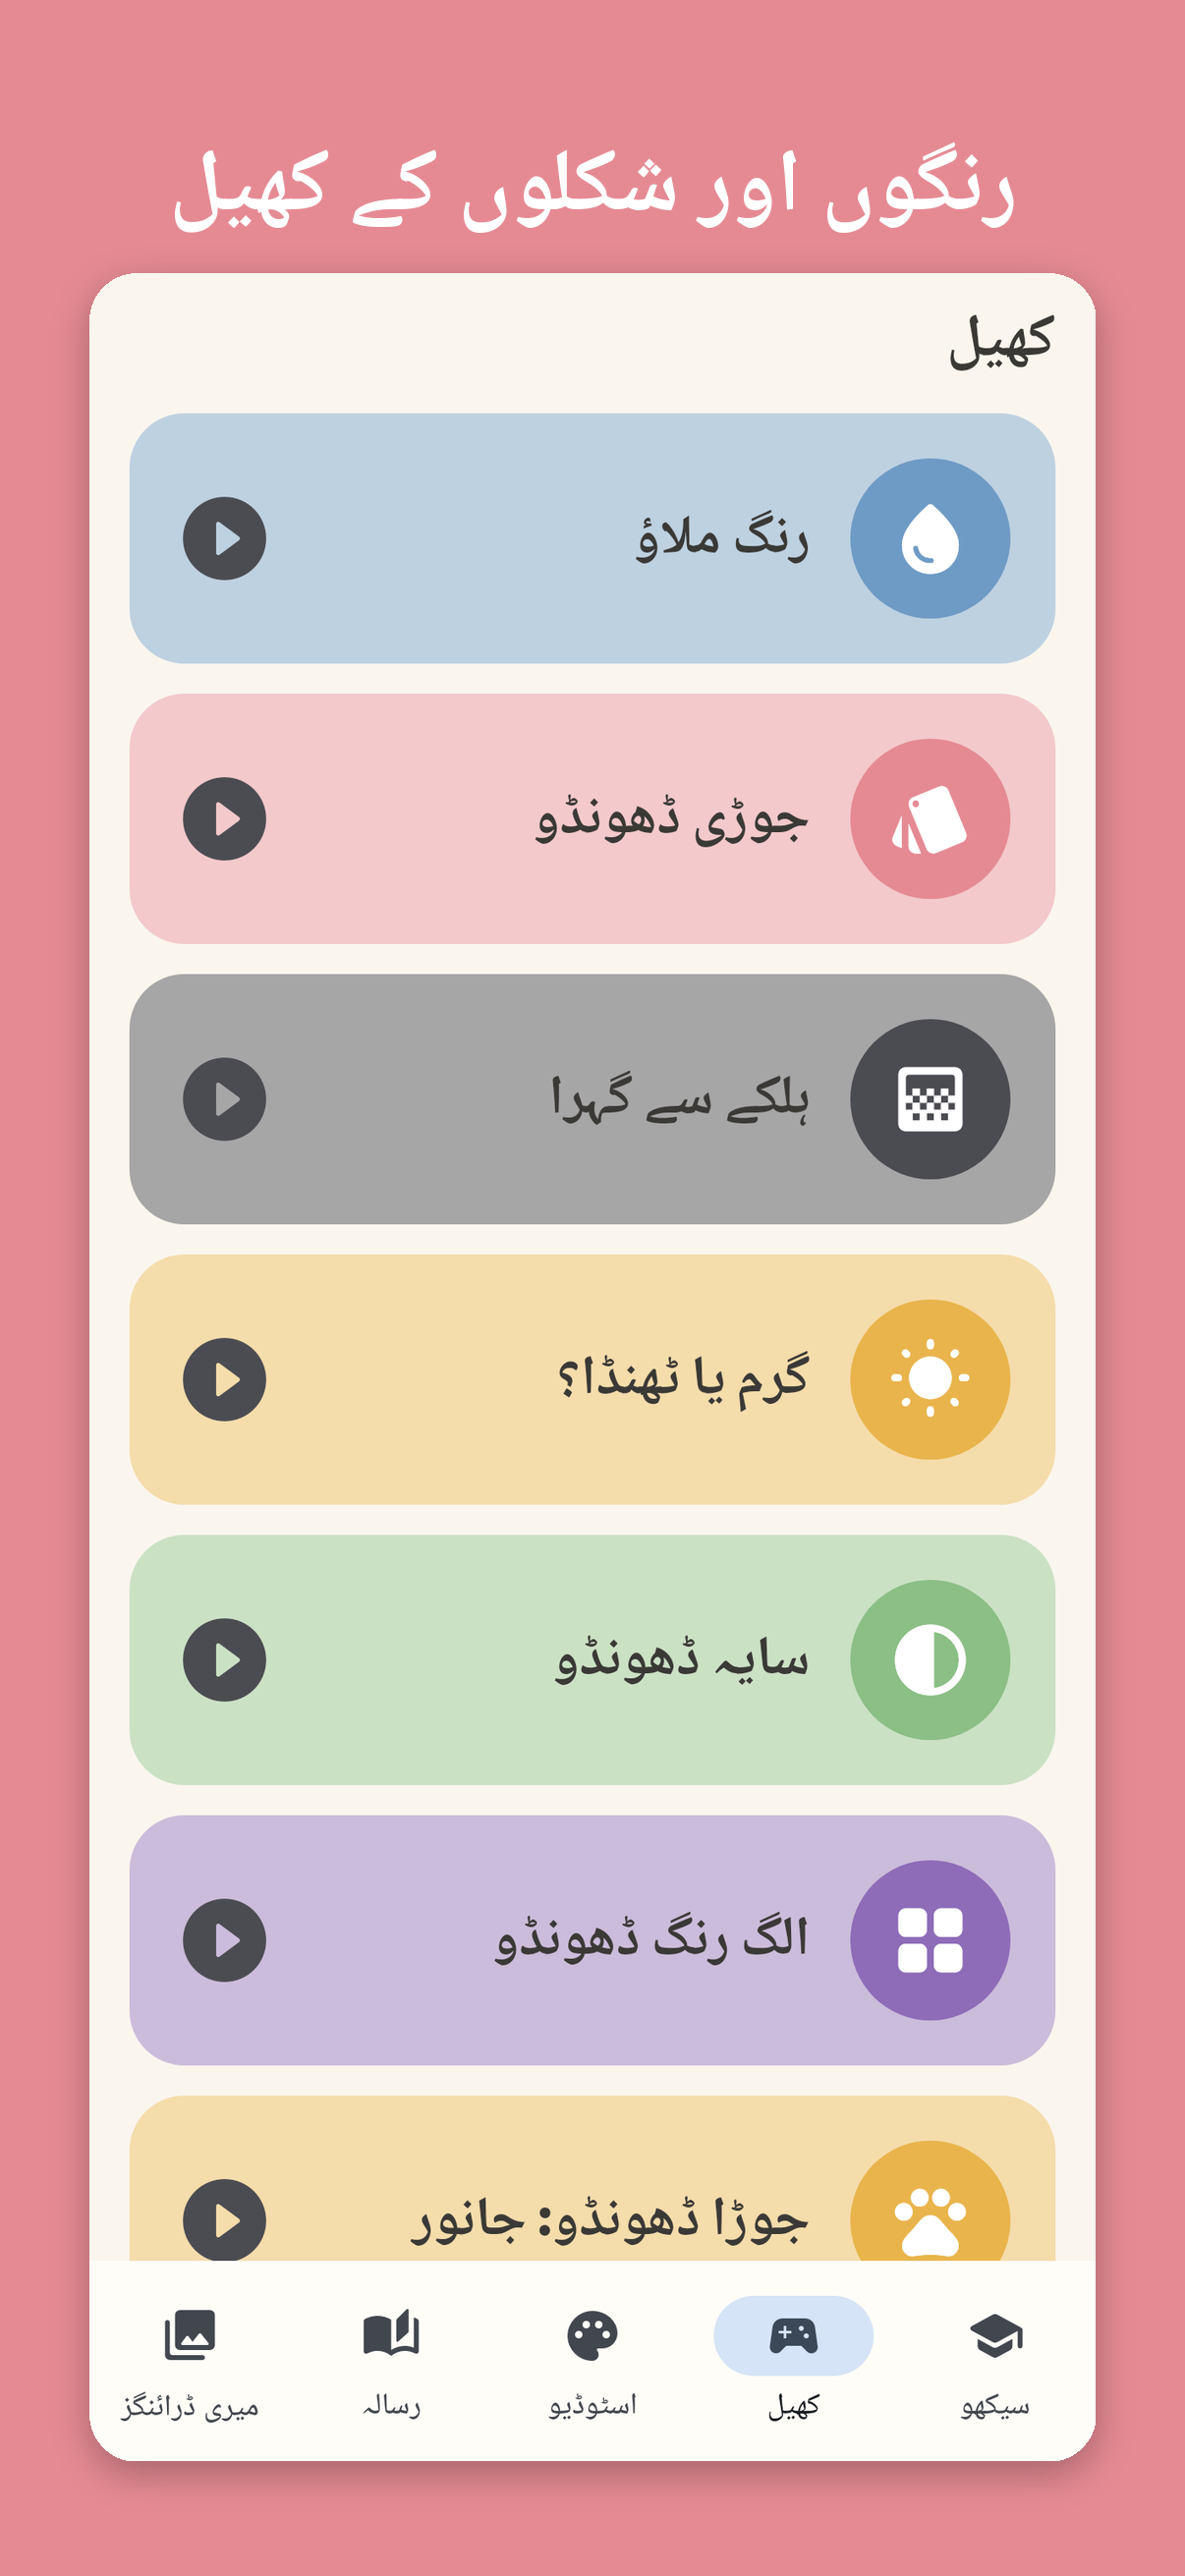 رنگوں اور شکلوں کے کھیل
کھیل
رنگ ملاؤ
جوڑی ڈھونڈو
ہلکے سے گہرا
گرم یا ٹھنڈا؟
سایہ ڈھونڈو
الگ رنگ ڈھونڈو
جوڑا ڈھونڈو: جانور
سیکھو
کھیل
اسٹوڈیو
رسالہ
میری ڈرائنگز